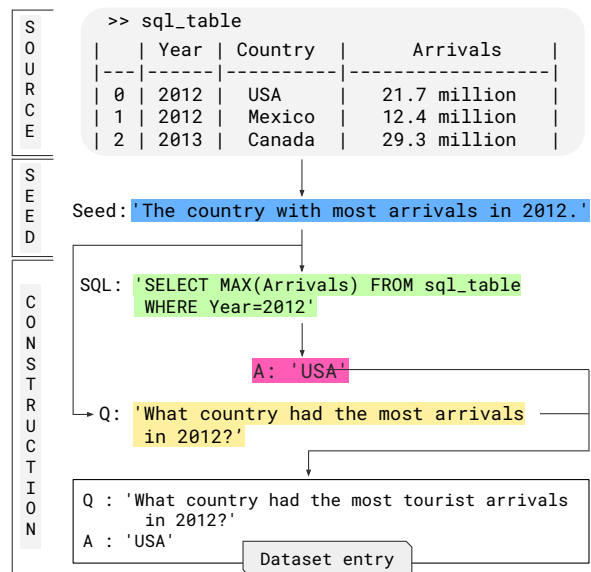 SOURCE
>> sql_table
|   | Year | Country  |     Arrivals      |
|---|------|----------|-------------------|
| 0 | 2012 |  USA     |   21.7 million    |
| 1 | 2012 |  Mexico  |   12.4 million    |
| 2 | 2013 |  Canada  |   29.3 million    |
SEED
Seed: 'The country with most arrivals in 2012.'
CONSTRUCTION
SQL: 'SELECT MAX(Arrivals) FROM sql_table
WHERE Year=2012'
A: 'USA'
Q: 'What country had the most arrivals
in 2012?’
Q : 'What country had the most tourist arrivals
in 2012?'
A : 'USA'
Dataset entry